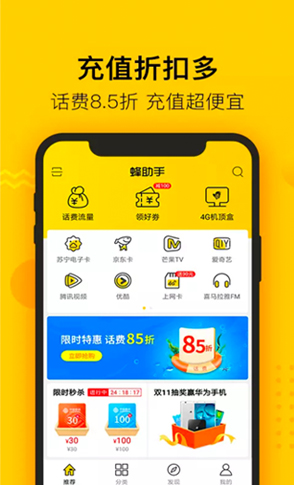 充值折扣多
话费8.5折 充值超便宜
蜂助手
话费流量
领好券
4G机顶盒
苏宁电子卡
京东卡
芒果TV
爱奇艺
腾讯视频
优酷
上网卡
喜马拉雅FM
限时特惠 话费85折
立即抢购
85折
限时秒杀 进行中 24:18:17
双11抽奖赢华为手机
30
100
¥30
¥100
推荐
分类
发现
我的